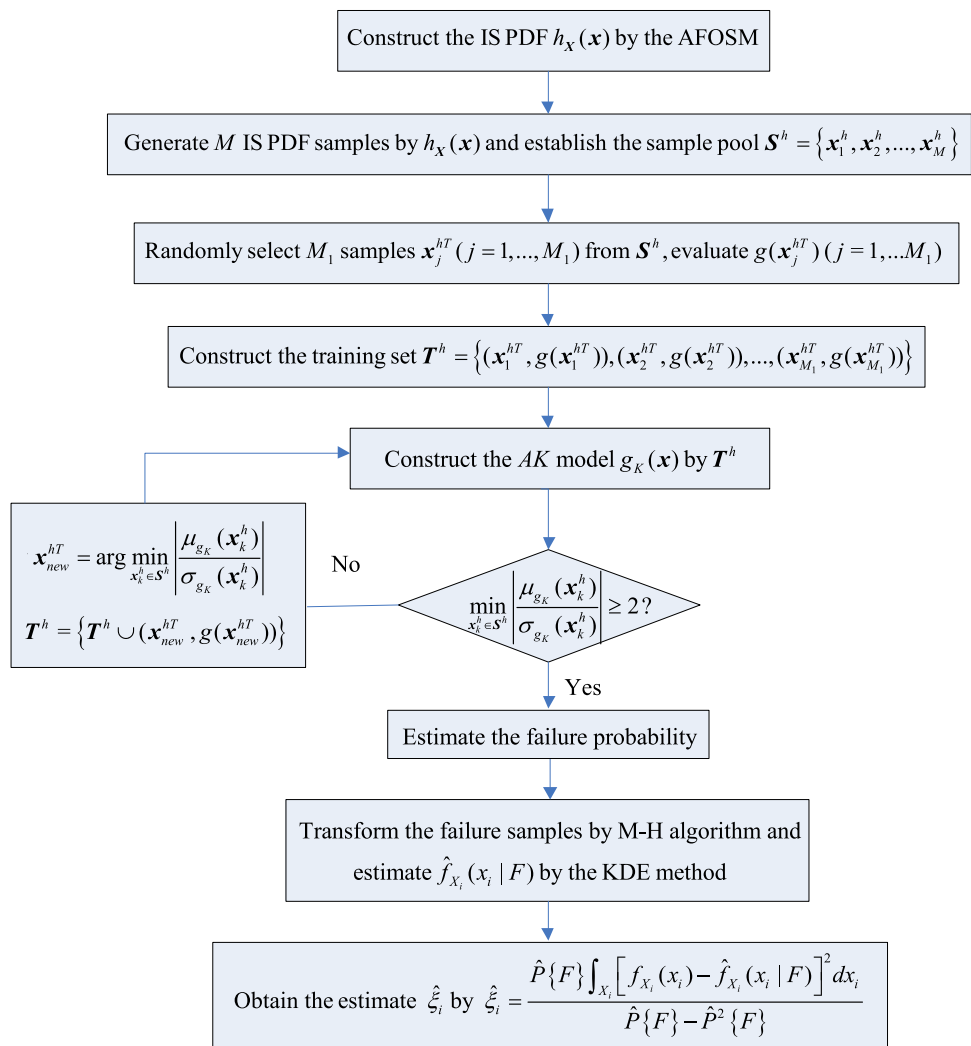 Construct the IS PDF h_X(x) by the AFOSM
Generate M IS PDF samples by h_X(x) and establish the sample pool S^h = {x_1^h, x_2^h, ..., x_M^h}
Randomly select M_1 samples x_j^{hT} (j = 1,..., M_1) from S^h, evaluate g(x_j^{hT}) (j = 1,...M_1)
Construct the training set T^h = {(x_1^{hT}, g(x_1^{hT})), (x_2^{hT}, g(x_2^{hT})), ..., (x_{M_1}^{hT}, g(x_{M_1}^{hT}))}
Construct the AK model g_K(x) by T^h
x_{new}^{hT} = arg min_{x_k^h ∈ S^h} |μ_{g_K}(x_k^h) / σ_{g_K}(x_k^h)|
T^h = {T^h ∪ (x_{new}^{hT}, g(x_{new}^{hT}))}
No
min_{x_k^h ∈ S^h} |μ_{g_K}(x_k^h) / σ_{g_K}(x_k^h)| ≥ 2?
Yes
Estimate the failure probability
Transform the failure samples by M-H algorithm and
estimate f̂_{X_i}(x_i | F) by the KDE method
Obtain the estimate ξ̂_i by ξ̂_i = P̂{F} ∫_{X_i} [f_{X_i}(x_i) − f̂_{X_i}(x_i | F)]^2 dx_i / (P̂{F} − P̂^2{F})